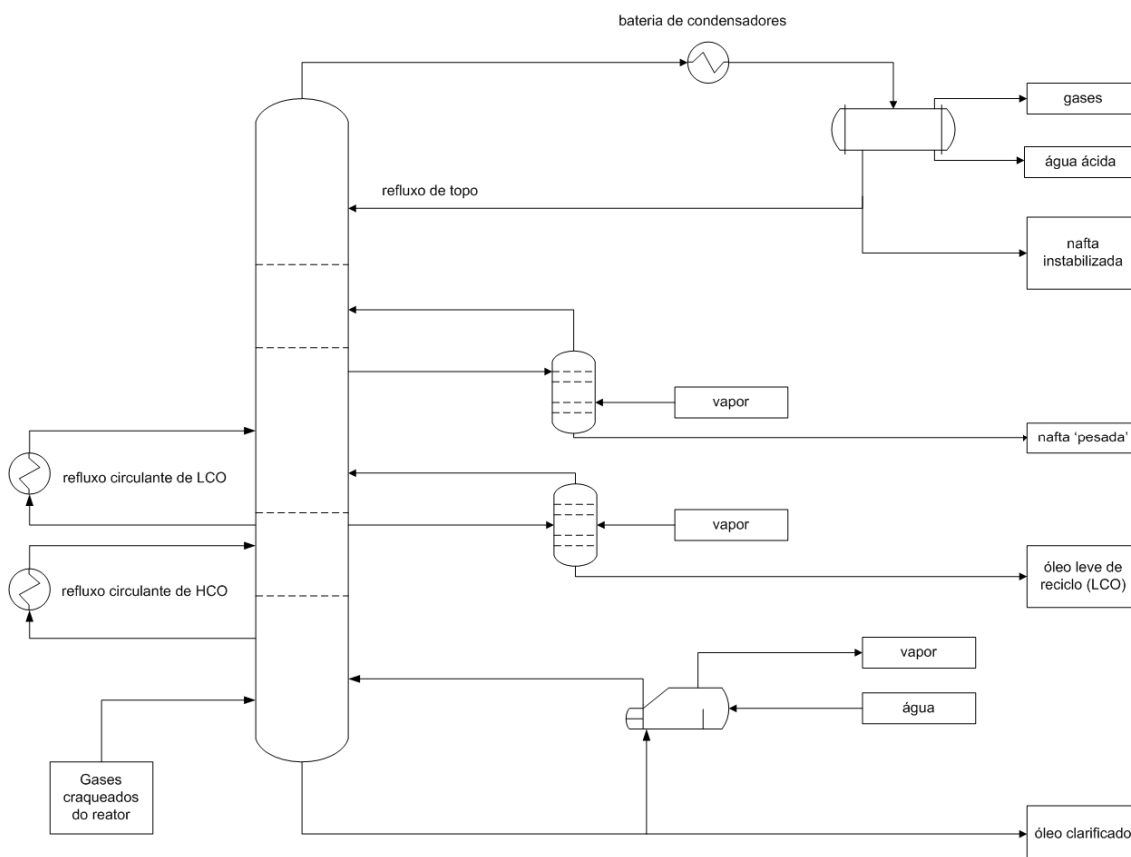 bateria de condensadores
gases
água ácida
refluxo de topo
nafta
instabilizada
vapor
nafta 'pesada'
refluxo circulante de LCO
vapor
óleo leve de
reciclo (LCO)
refluxo circulante de HCO
vapor
água
Gases
craqueados
do reator
óleo clarificado